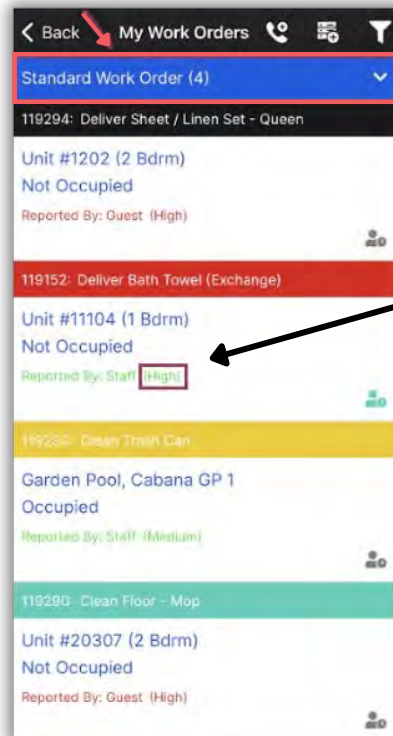 Back My Work Orders
Standard Work Order (4)
119294: Deliver Sheet / Linen Set - Queen
Unit #1202 (2 Bdrm)
Not Occupied
Reported By: Guest (High)
119152: Deliver Bath Towel (Exchange)
Unit #11104 (1 Bdrm)
Not Occupied
Reported By: Staff (High)
Clean Trash Can
Garden Pool, Cabana GP 1
Occupied
Reported By: Staff (Medium)
119290: Clean Floor - Mop
Unit #20307 (2 Bdrm)
Not Occupied
Reported By: Guest (High)